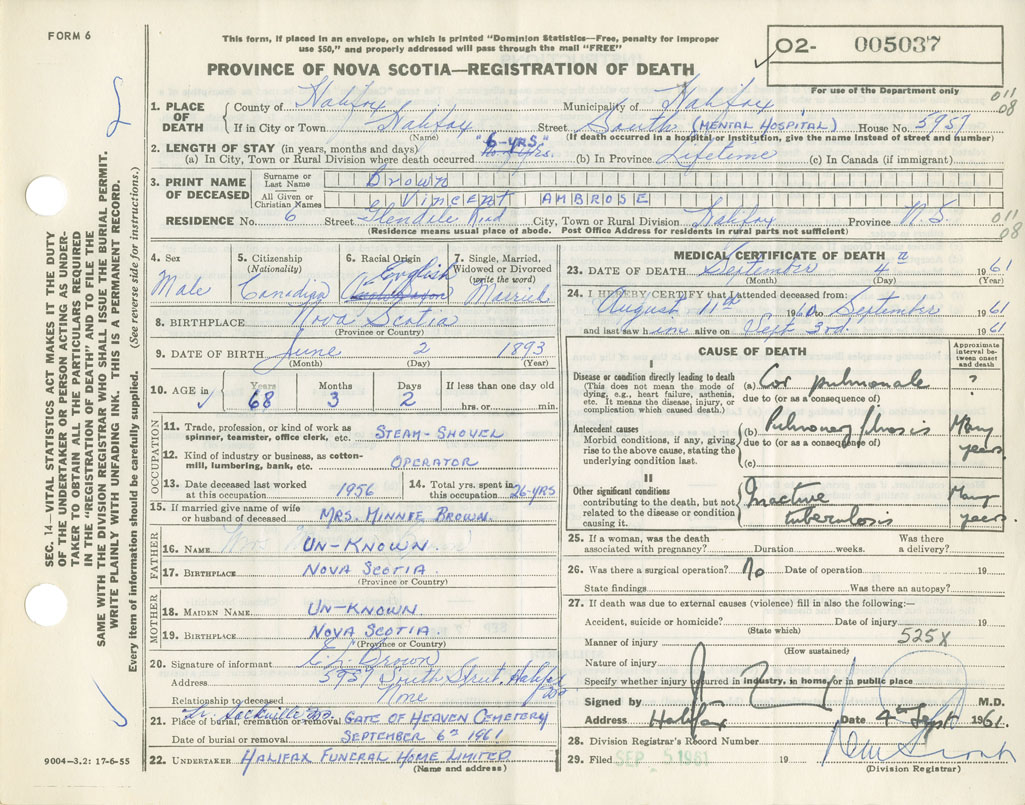 FORM 6
This form, if placed in an envelope, on which is printed "Dominion Statistics—Free, penalty for improper
use $50," and properly addressed will pass through the mail "FREE"
O2- 005037
PROVINCE OF NOVA SCOTIA—REGISTRATION OF DEATH
For use of the Department only
011
08
1. PLACE OF DEATH County of Halifax Municipality of Halifax
If in City or Town Halifax Street South (MENTAL HOSPITAL) House No. 5957
(Name) (If death occurred in a hospital or institution, give the name instead of street and number)
2. LENGTH OF STAY (in years, months and days)
(a) In City, Town or Rural Division where death occurred "6-YRS" (b) In Province Lifetime (c) In Canada (if immigrant)
3. PRINT NAME OF DECEASED Surname or Last Name Brown
All Given or Christian Names VINCENT AMBROSE
RESIDENCE No. 6 Street Glendale Road City, Town or Rural Division Halifax Province N.S.
011
08
(Residence means usual place of abode. Post Office Address for residents in rural parts not sufficient)
4. Sex 5. Citizenship (Nationality) 6. Racial Origin 7. Single, Married, Widowed or Divorced (write the word)
Male Canadian English Married
8. BIRTHPLACE Nova Scotia
(Province or Country)
9. DATE OF BIRTH June 2 1893
(Month) (Day) (Year)
10. AGE in Years Months Days If less than one day old
68 3 2 hrs. or min.
OCCUPATION
11. Trade, profession, or kind of work as spinner, teamster, office clerk, etc. STEAM-SHOVEL
12. Kind of industry or business, as cotton-mill, lumbering, bank, etc. OPERATOR
13. Date deceased last worked at this occupation 1956 14. Total yrs. spent in this occupation 26-YRS
15. If married give name of wife or husband of deceased MRS. MINNIE BROWN.
FATHER
16. NAME UN-KNOWN
17. BIRTHPLACE NOVA SCOTIA
(Province or Country)
MOTHER
18. MAIDEN NAME UN-KNOWN.
19. BIRTHPLACE NOVA SCOTIA.
(Province or Country)
20. Signature of informant Brown
Address 5957 South Street, Halifax
Relationship to deceased None
21. Place of burial, cremation or removal Sackville GATE OF HEAVEN CEMETERY
Date of burial or removal SEPTEMBER 6th 1961
22. UNDERTAKER HALIFAX FUNERAL HOME LIMITED
(Name and address)
MEDICAL CERTIFICATE OF DEATH
23. DATE OF DEATH September 4th 1961
(Month) (Day) (Year)
24. I HEREBY CERTIFY that I attended deceased from:
August 11th 1960 to September 1961
and last saw him alive on Sept 3rd. 1961
CAUSE OF DEATH
Approximate interval between onset and death
I
Disease or condition directly leading to death
(This does not mean the mode of dying, e.g., heart failure, asthenia, etc. It means the disease, injury, or complication which caused death.)
(a) Cor pulmonale ?
due to (or as a consequence of)
Antecedent causes
Morbid conditions, if any, giving rise to the above cause, stating the underlying condition last.
(b) Pulmonary fibrosis Many years.
due to (or as a consequence of)
(c)
II
Other significant conditions
contributing to the death, but not related to the disease or condition causing it.
Inactive tuberculosis Many years.
25. If a woman, was the death associated with pregnancy? Duration weeks. Was there a delivery?
26. Was there a surgical operation? No Date of operation 19
State findings Was there an autopsy?
27. If death was due to external causes (violence) fill in also the following:—
Accident, suicide or homicide? Date of injury 19
(State which)
Manner of injury 525X
(How sustained)
Nature of injury
Specify whether injury occurred in industry, in home, or in public place
Signed by M.D.
Address Halifax Date 4th Sept 1961.
28. Division Registrar's Record Number
29. Filed SEP 5 1961 19
(Division Registrar)
SEC. 14—VITAL STATISTICS ACT MAKES IT THE DUTY
OF THE UNDERTAKER OR PERSON ACTING AS UNDER-
TAKER TO OBTAIN ALL THE PARTICULARS REQUIRED
IN THE "REGISTRATION OF DEATH" AND TO FILE THE
SAME WITH THE DIVISION REGISTRAR WHO SHALL ISSUE THE BURIAL PERMIT.
WRITE PLAINLY WITH UNFADING INK. THIS IS A PERMANENT RECORD.
Every item of information should be carefully supplied. (See reverse side for instructions.)
9004—3.2: 17-6-55